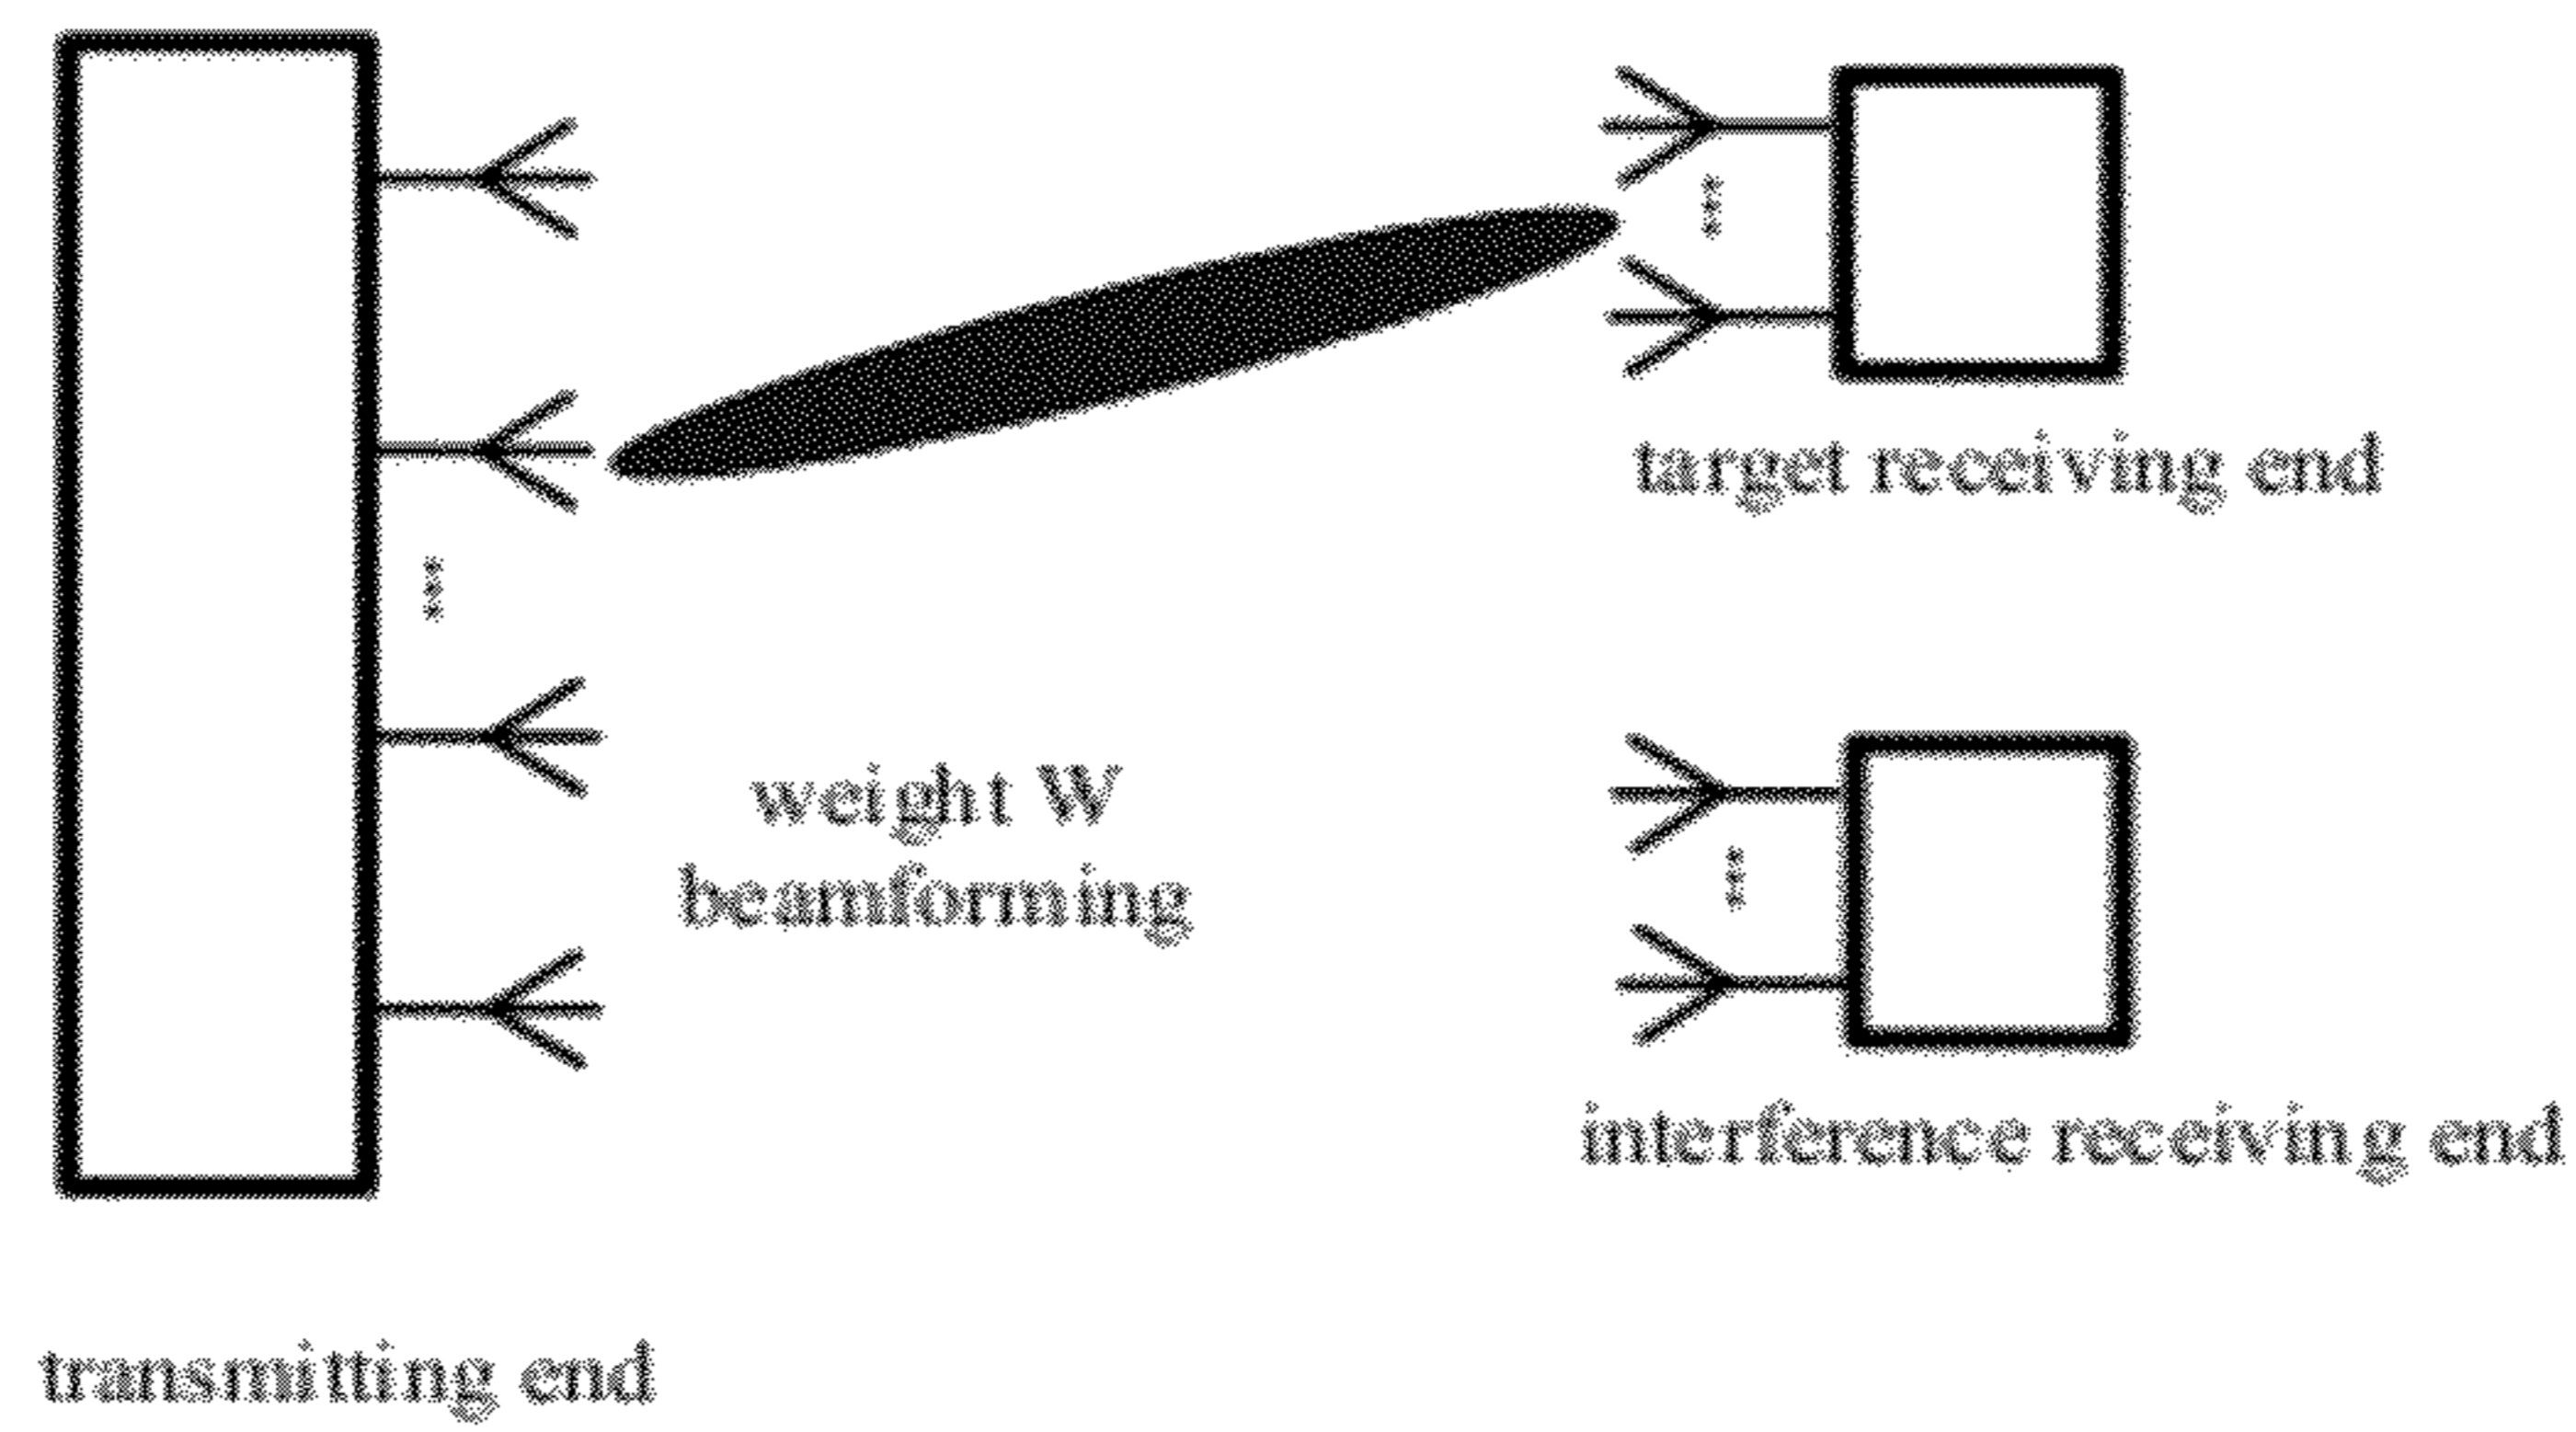 target receiving end
weight W
beamforming
interference receiving end
transmitting end